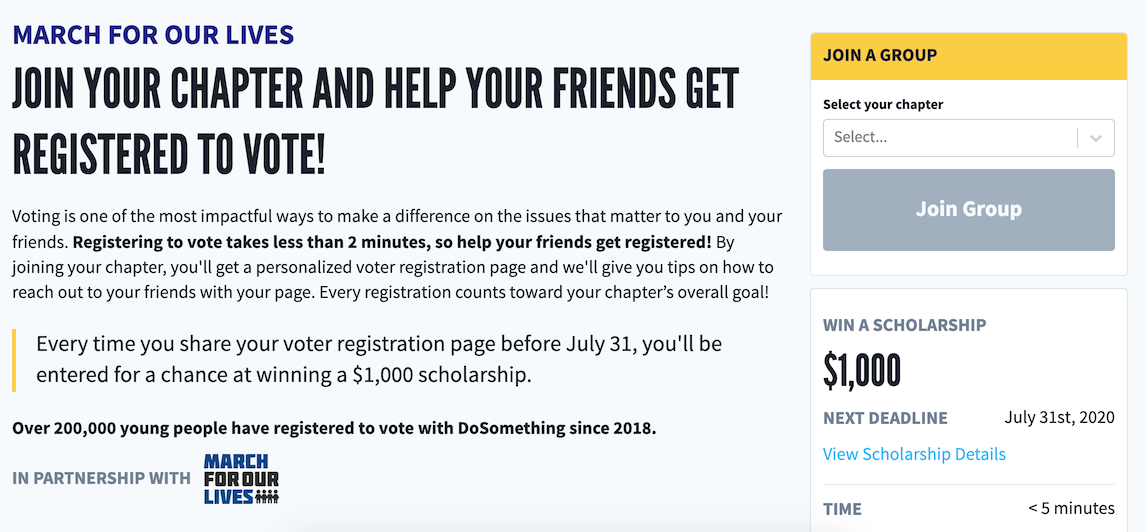 MARCH FOR OUR LIVES
JOIN YOUR CHAPTER AND HELP YOUR FRIENDS GET
REGISTERED TO VOTE!
Voting is one of the most impactful ways to make a difference on the issues that matter to you and your
friends. Registering to vote takes less than 2 minutes, so help your friends get registered! By
joining your chapter, you'll get a personalized voter registration page and we'll give you tips on how to
reach out to your friends with your page. Every registration counts toward your chapter’s overall goal!
Every time you share your voter registration page before July 31, you'll be
entered for a chance at winning a $1,000 scholarship.
Over 200,000 young people have registered to vote with DoSomething since 2018.
IN PARTNERSHIP WITH
MARCH
FOR OUR
LIVES
JOIN A GROUP
Select your chapter
Select...
Join Group
WIN A SCHOLARSHIP
$1,000
NEXT DEADLINE July 31st, 2020
View Scholarship Details
TIME < 5 minutes